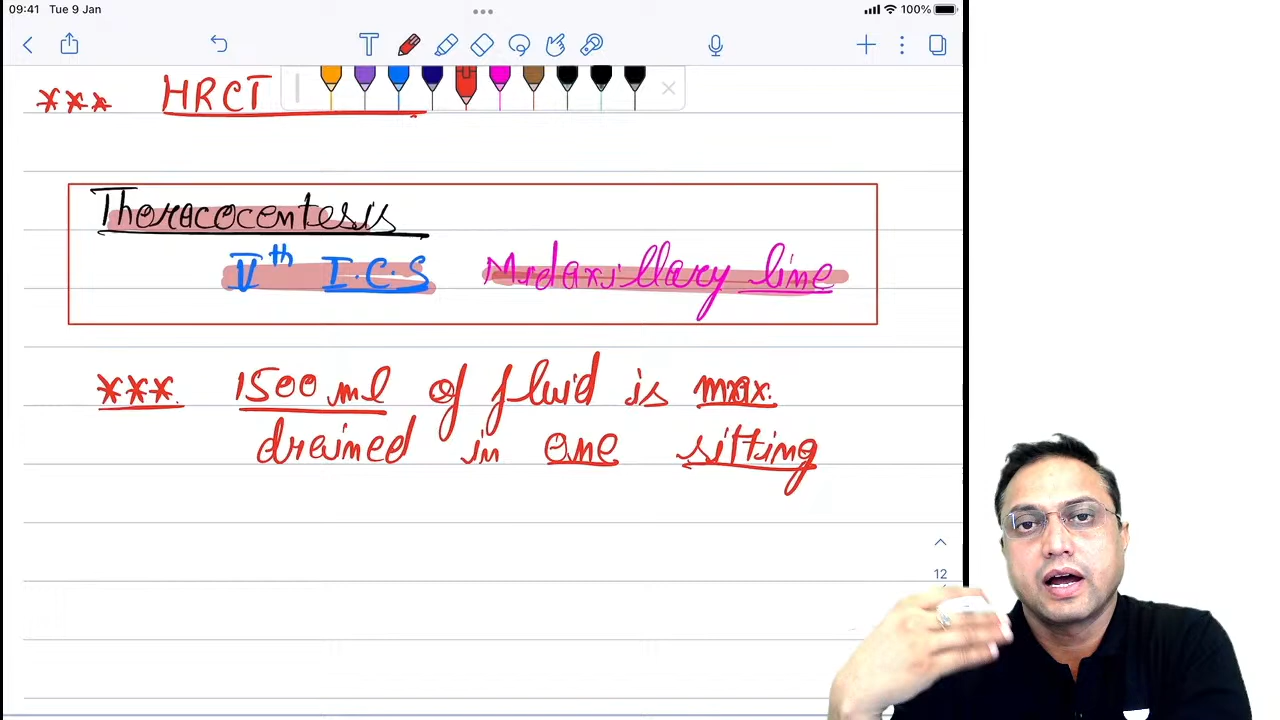 09:41 Tue 9 Jan
100%
*** HRCT
Thoracocentesis
Vth I.C.S Midaxillary line
*** 1500 ml of fluid is max.
drained in one sitting
12